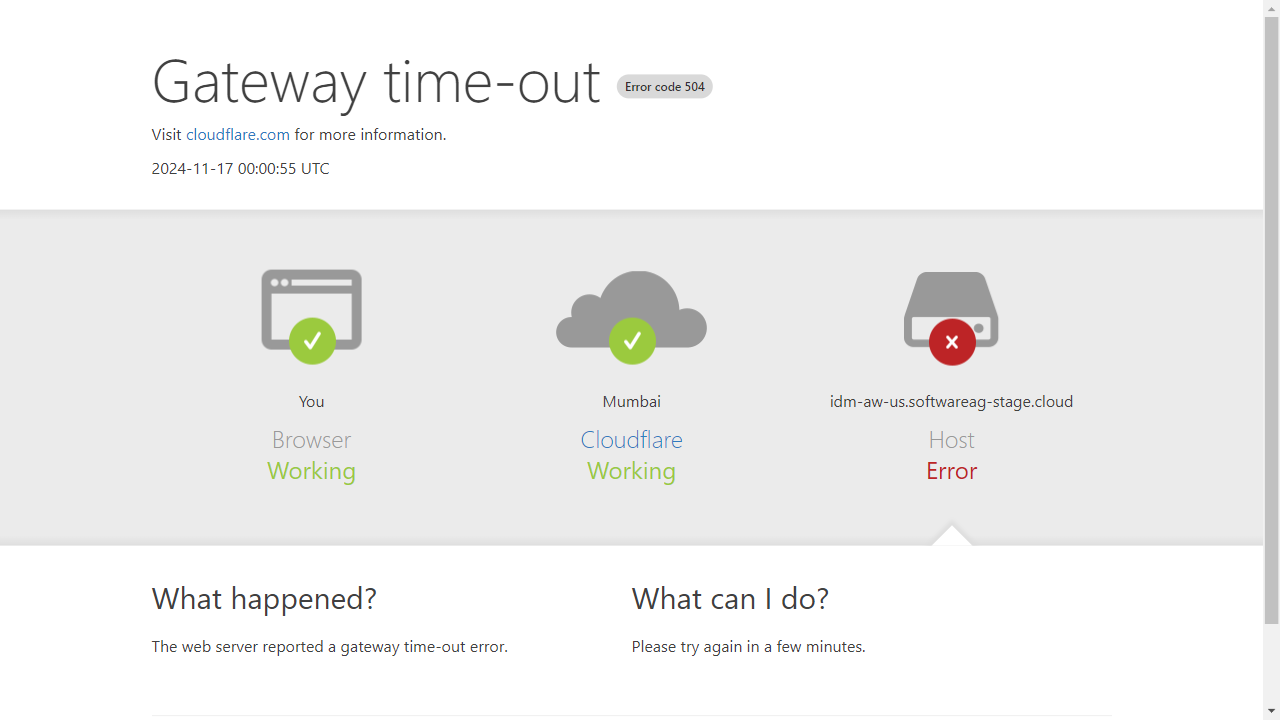 Gateway time-out Error code 504
Visit cloudflare.com for more information.
2024-11-17 00:00:55 UTC
You
Browser
Working
Mumbai
Cloudflare
Working
idm-aw-us.softwareag-stage.cloud
Host
Error
What happened?
The web server reported a gateway time-out error.
What can I do?
Please try again in a few minutes.